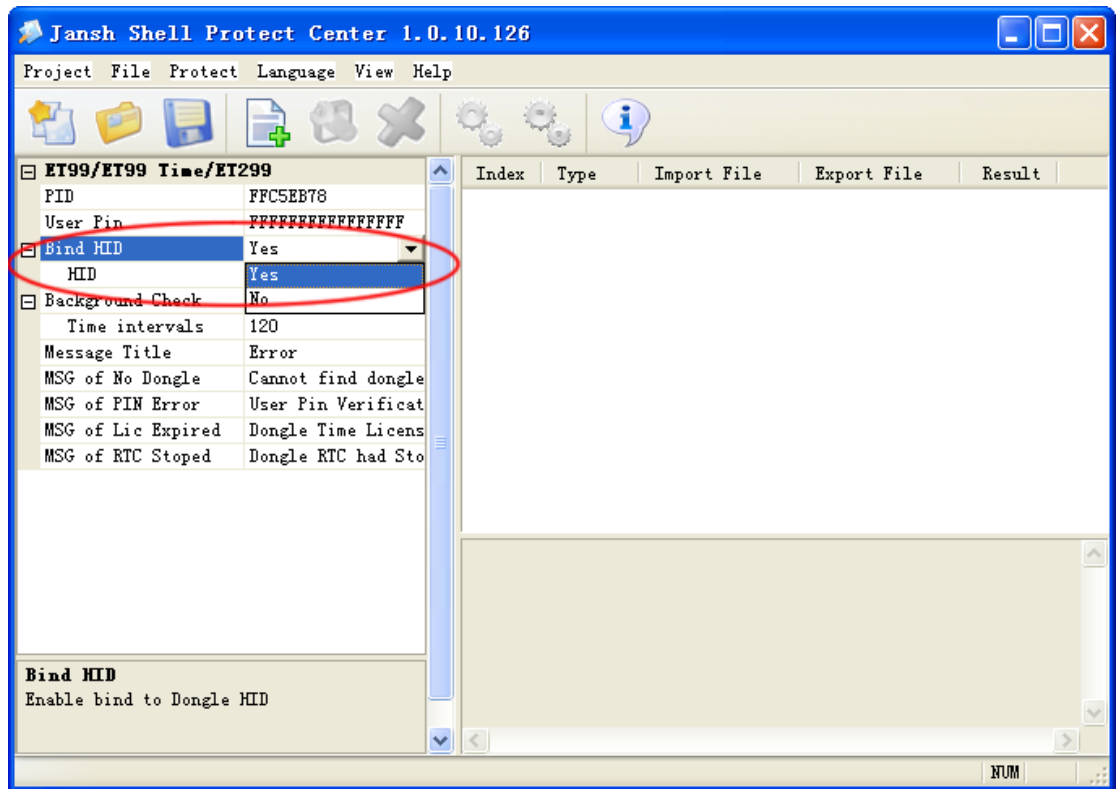 Jansh Shell Protect Center 1.0.10.126
Project File Protect Language View Help
ET99/ET99 Time/ET299
Index Type Import File Export File Result
PID FFC5EB78
User Pin FFFFFFFFFFFFFFFF
Bind HID Yes
HID Yes
Background Check No
Time intervals 120
Message Title Error
MSG of No Dongle Cannot find dongle
MSG of PIN Error User Pin Verificat
MSG of Lic Expired Dongle Time Licens
MSG of RTC Stoped Dongle RTC had Sto
Bind HID
Enable bind to Dongle HID
NUM